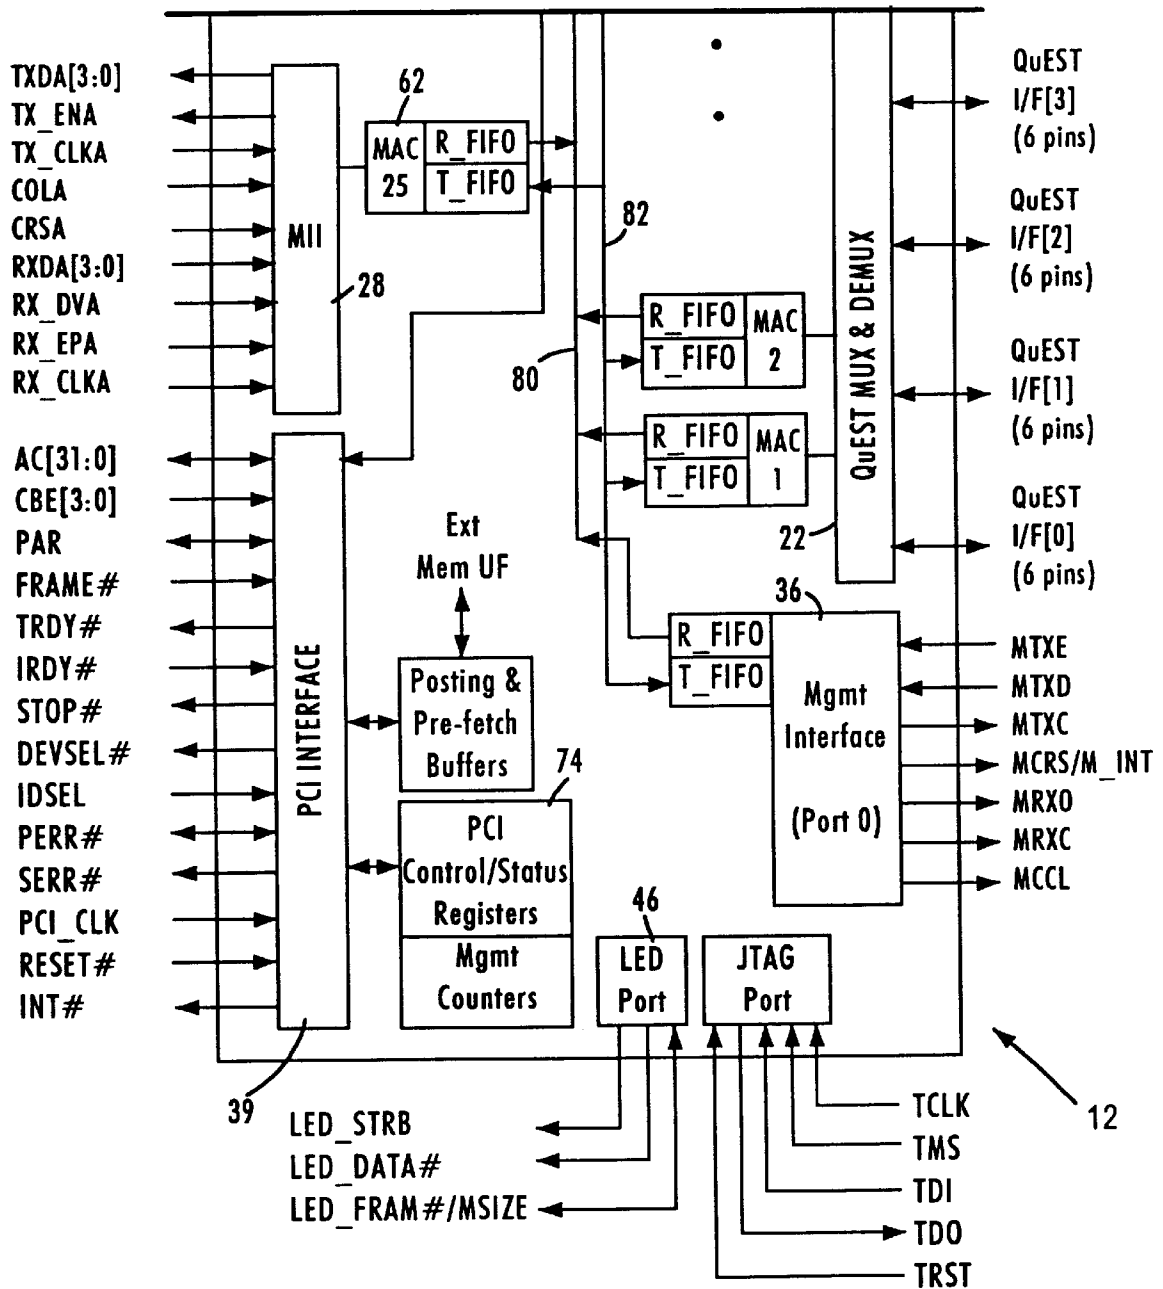 TXDA[3:0]
TX_ENA
TX_CLKA
COLA
CRSA
RXDA[3:0]
RX_DVA
RX_EPA
RX_CLKA
MII
28
62
MAC
25
R_FIFO
T_FIFO
80
82
R_FIFO
T_FIFO
MAC
2
R_FIFO
T_FIFO
MAC
1
QuEST MUX & DEMUX
22
QuEST
I/F[3]
(6 pins)
QuEST
I/F[2]
(6 pins)
QuEST
I/F[1]
(6 pins)
QuEST
I/F[0]
(6 pins)
AC[31:0]
CBE[3:0]
PAR
FRAME#
TRDY#
IRDY#
STOP#
DEVSEL#
IDSEL
PERR#
SERR#
PCI_CLK
RESET#
INT#
PCI INTERFACE
39
Ext
Mem UF
Posting &
Pre-fetch
Buffers
74
PCI
Control/Status
Registers
Mgmt
Counters
36
R_FIFO
T_FIFO
Mgmt
Interface
(Port 0)
MTXE
MTXD
MTXC
MCRS/M_INT
MRXO
MRXC
MCCL
46
LED
Port
JTAG
Port
12
LED_STRB
LED_DATA#
LED_FRAM#/MSIZE
TCLK
TMS
TDI
TDO
TRST